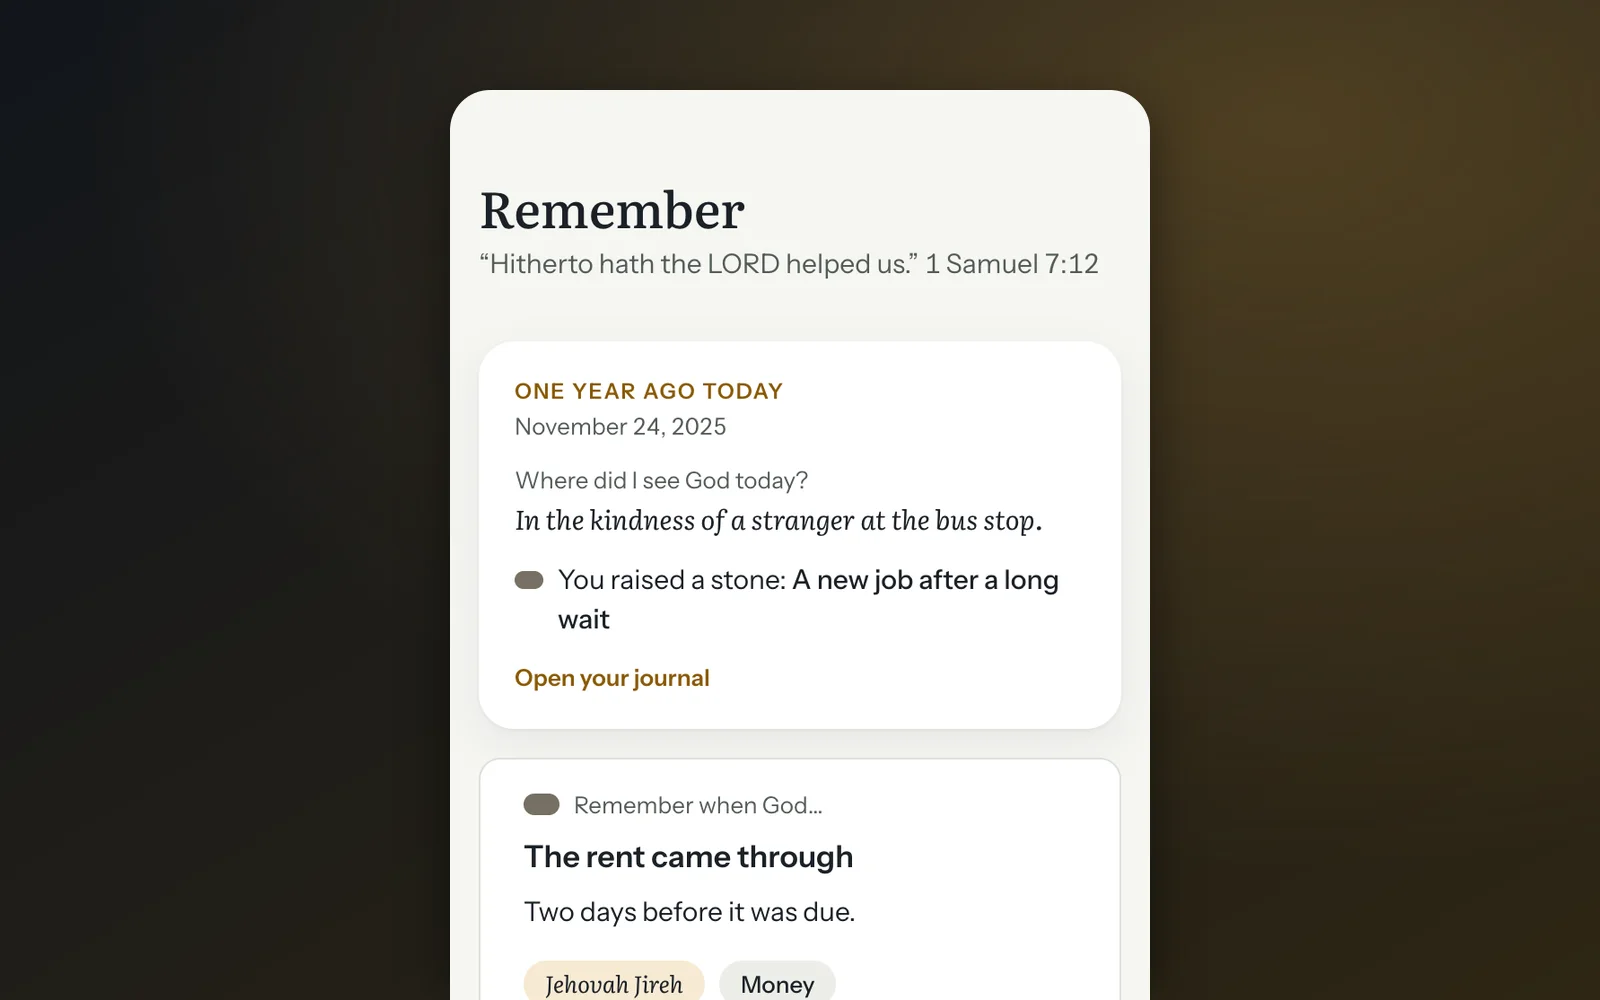 Remember
“Hitherto hath the LORD helped us.” 1 Samuel 7:12
ONE YEAR AGO TODAY
November 24, 2025
Where did I see God today?
In the kindness of a stranger at the bus stop.
You raised a stone: A new job after a long
wait
Open your journal
Remember when God…
The rent came through
Two days before it was due.
Jehovah Jireh
Money